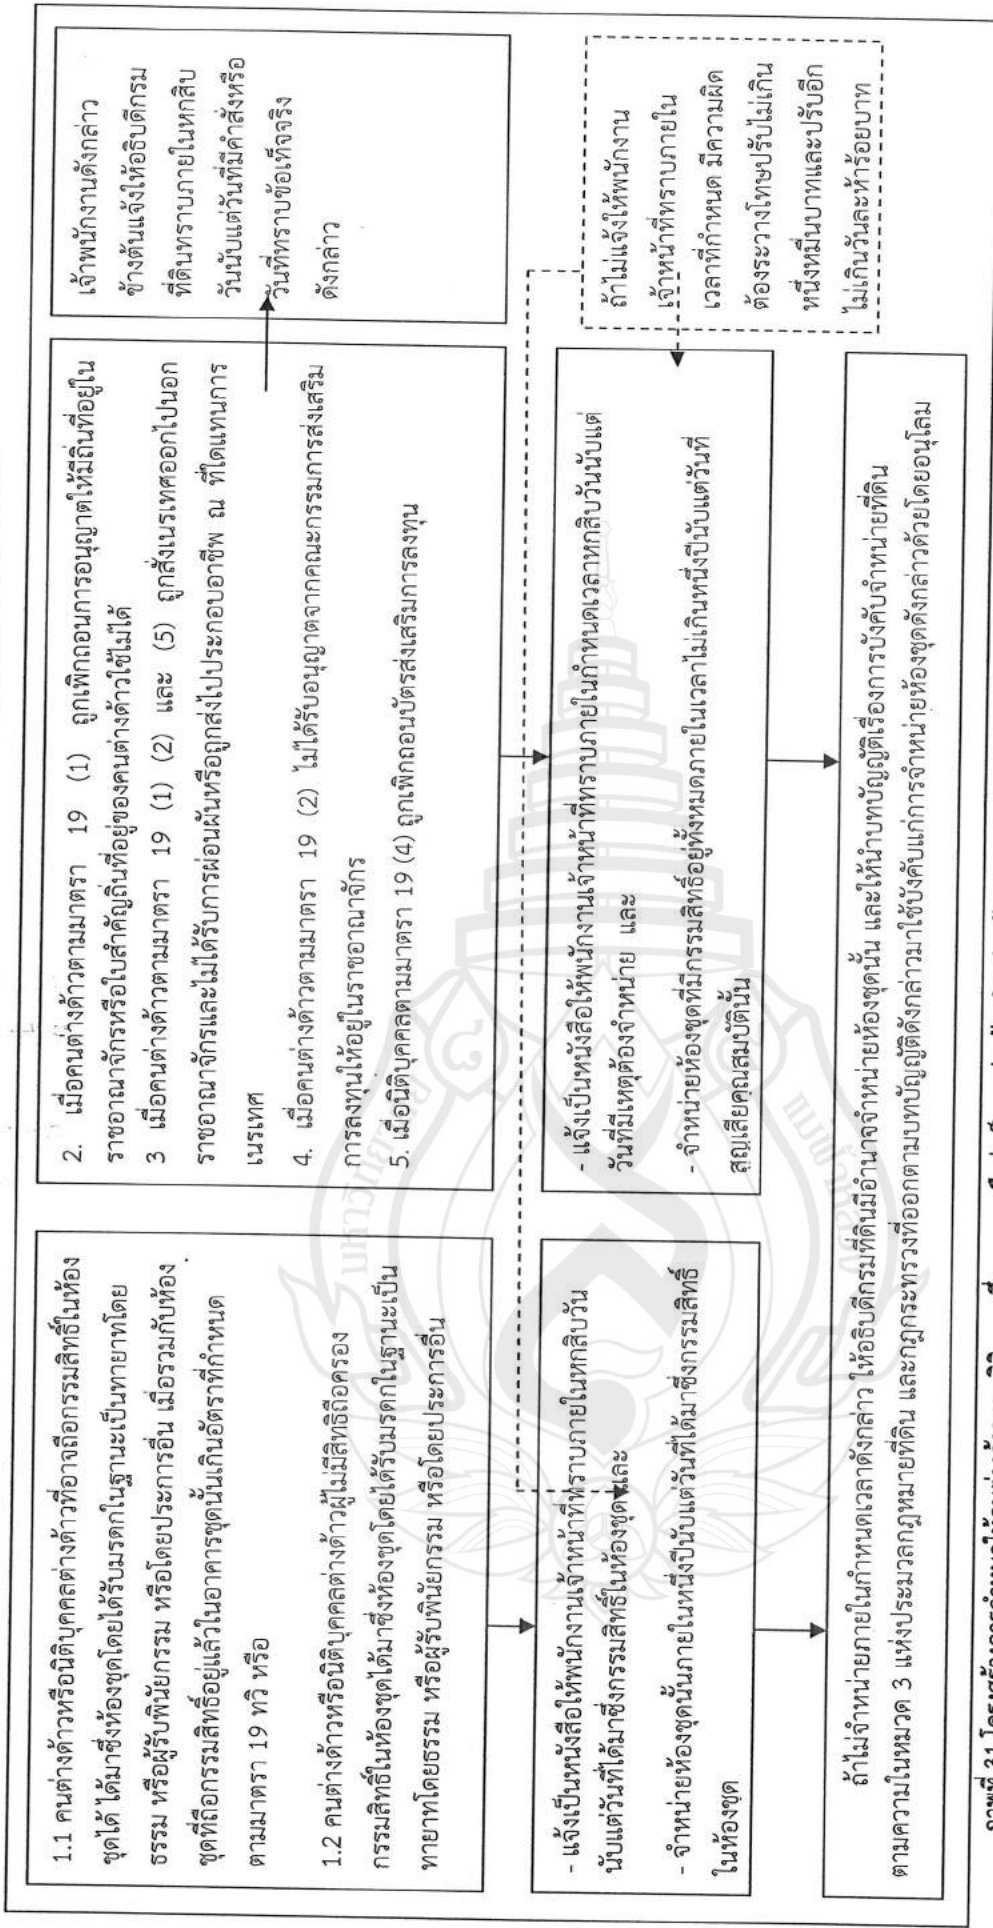 1.1 คนต่างด้าวหรือนิติบุคคลต่างด้าวที่อาจถือกรรมสิทธิ์ในห้อง
ชุดได้ ได้มาซึ่งห้องชุดโดยได้รับมรดกในฐานะเป็นทายาทโดย
ธรรม หรือผู้รับพินัยกรรม หรือโดยประการอื่น เมื่อรวมกับห้อง
ชุดที่ถือกรรมสิทธิ์อยู่แล้วในอาคารชุดนั้นเกินอัตราที่กำหนด
ตามมาตรา 19 ทวิ หรือ
1.2 คนต่างด้าวหรือนิติบุคคลต่างด้าวผู้ไม่มีสิทธิถือครอง
กรรมสิทธิ์ในห้องชุดได้มาซึ่งห้องชุดโดยได้รับมรดกในฐานะเป็น
ทายาทโดยธรรม หรือผู้รับพินัยกรรม หรือโดยประการอื่น
2. เมื่อคนต่างด้าวตามมาตรา 19 (1) ถูกเพิกถอนการอนุญาตให้มีถิ่นที่อยู่ใน
ราชอาณาจักรหรือใบสำคัญถิ่นที่อยู่ของคนต่างด้าวใช้ไม่ได้
3 เมื่อคนต่างด้าวตามมาตรา 19 (1) (2) และ (5) ถูกสั่งเนรเทศออกไปนอก
ราชอาณาจักรและไม่ได้รับการผ่อนผันหรือถูกส่งไปประกอบอาชีพ ณ ที่ใดแทนการ
เนรเทศ
4. เมื่อคนต่างด้าวตามมาตรา 19 (2) ไม่ได้รับอนุญาตจากคณะกรรมการส่งเสริม
การลงทุนให้อยู่ในราชอาณาจักร
5. เมื่อนิติบุคคลตามมาตรา 19 (4) ถูกเพิกถอนบัตรส่งเสริมการลงทุน
เจ้าพนักงานดังกล่าว
ข้างต้นแจ้งให้อธิบดีกรม
ที่ดินทราบภายในหกสิบ
วันนับแต่วันที่มีคำสั่งหรือ
วันที่ทราบข้อเท็จจริง
ดังกล่าว
- แจ้งเป็นหนังสือให้พนักงานเจ้าหน้าที่ทราบภายในหกสิบวัน
นับแต่วันที่ได้มาซึ่งกรรมสิทธิ์ในห้องชุด และ
- จำหน่ายห้องชุดนั้นภายในหนึ่งปีนับแต่วันที่ได้มาซึ่งกรรมสิทธิ์
ในห้องชุด
- แจ้งเป็นหนังสือให้พนักงานเจ้าหน้าที่ทราบภายในกำหนดเวลาหกสิบวันนับแต่
วันที่มีเหตุต้องจำหน่าย และ
- จำหน่ายห้องชุดที่มีกรรมสิทธิ์อยู่ทั้งหมดภายในเวลาไม่เกินหนึ่งปีนับแต่วันที่
สูญเสียคุณสมบัตินั้น
ถ้าไม่แจ้งให้พนักงาน
เจ้าหน้าที่ทราบภายใน
เวลาที่กำหนด มีความผิด
ต้องระวางโทษปรับไม่เกิน
หนึ่งหมื่นบาทและปรับอีก
ไม่เกินวันละห้าร้อยบาท
ถ้าไม่จำหน่ายภายในกำหนดเวลาดังกล่าว ให้อธิบดีกรมที่ดินมีอำนาจจำหน่ายห้องชุดนั้น และให้นำบทบัญญัติเรื่องการบังคับจำหน่ายที่ดิน
ตามความในหมวด 3 แห่งประมวลกฎหมายที่ดิน และกฎกระทรวงที่ออกตามบทบัญญัติดังกล่าวมาใช้บังคับแก่การจำหน่ายห้องชุดดังกล่าวด้วยโดยอนุโลม
ภาพที่ 31